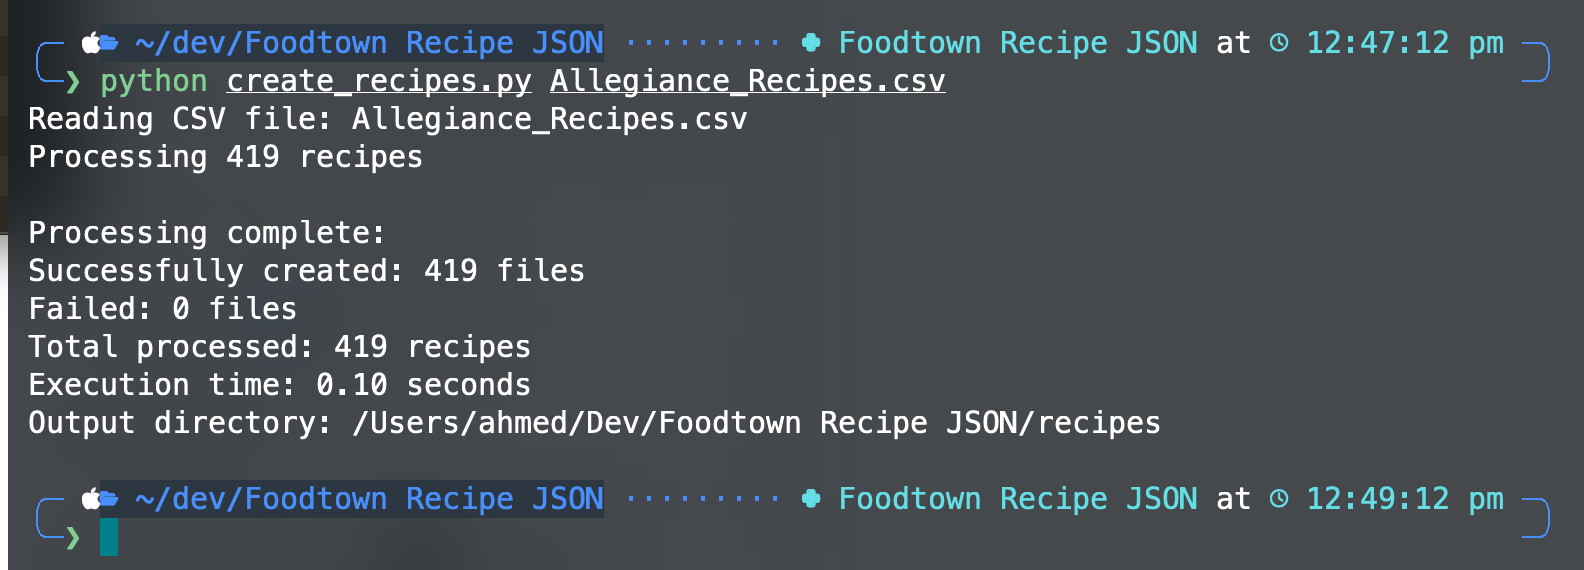 ~/dev/Foodtown Recipe JSON ········· Foodtown Recipe JSON at 12:47:12 pm
❯ python create_recipes.py Allegiance_Recipes.csv
Reading CSV file: Allegiance_Recipes.csv
Processing 419 recipes
Processing complete:
Successfully created: 419 files
Failed: 0 files
Total processed: 419 recipes
Execution time: 0.10 seconds
Output directory: /Users/ahmed/Dev/Foodtown Recipe JSON/recipes
~/dev/Foodtown Recipe JSON ········· Foodtown Recipe JSON at 12:49:12 pm
❯